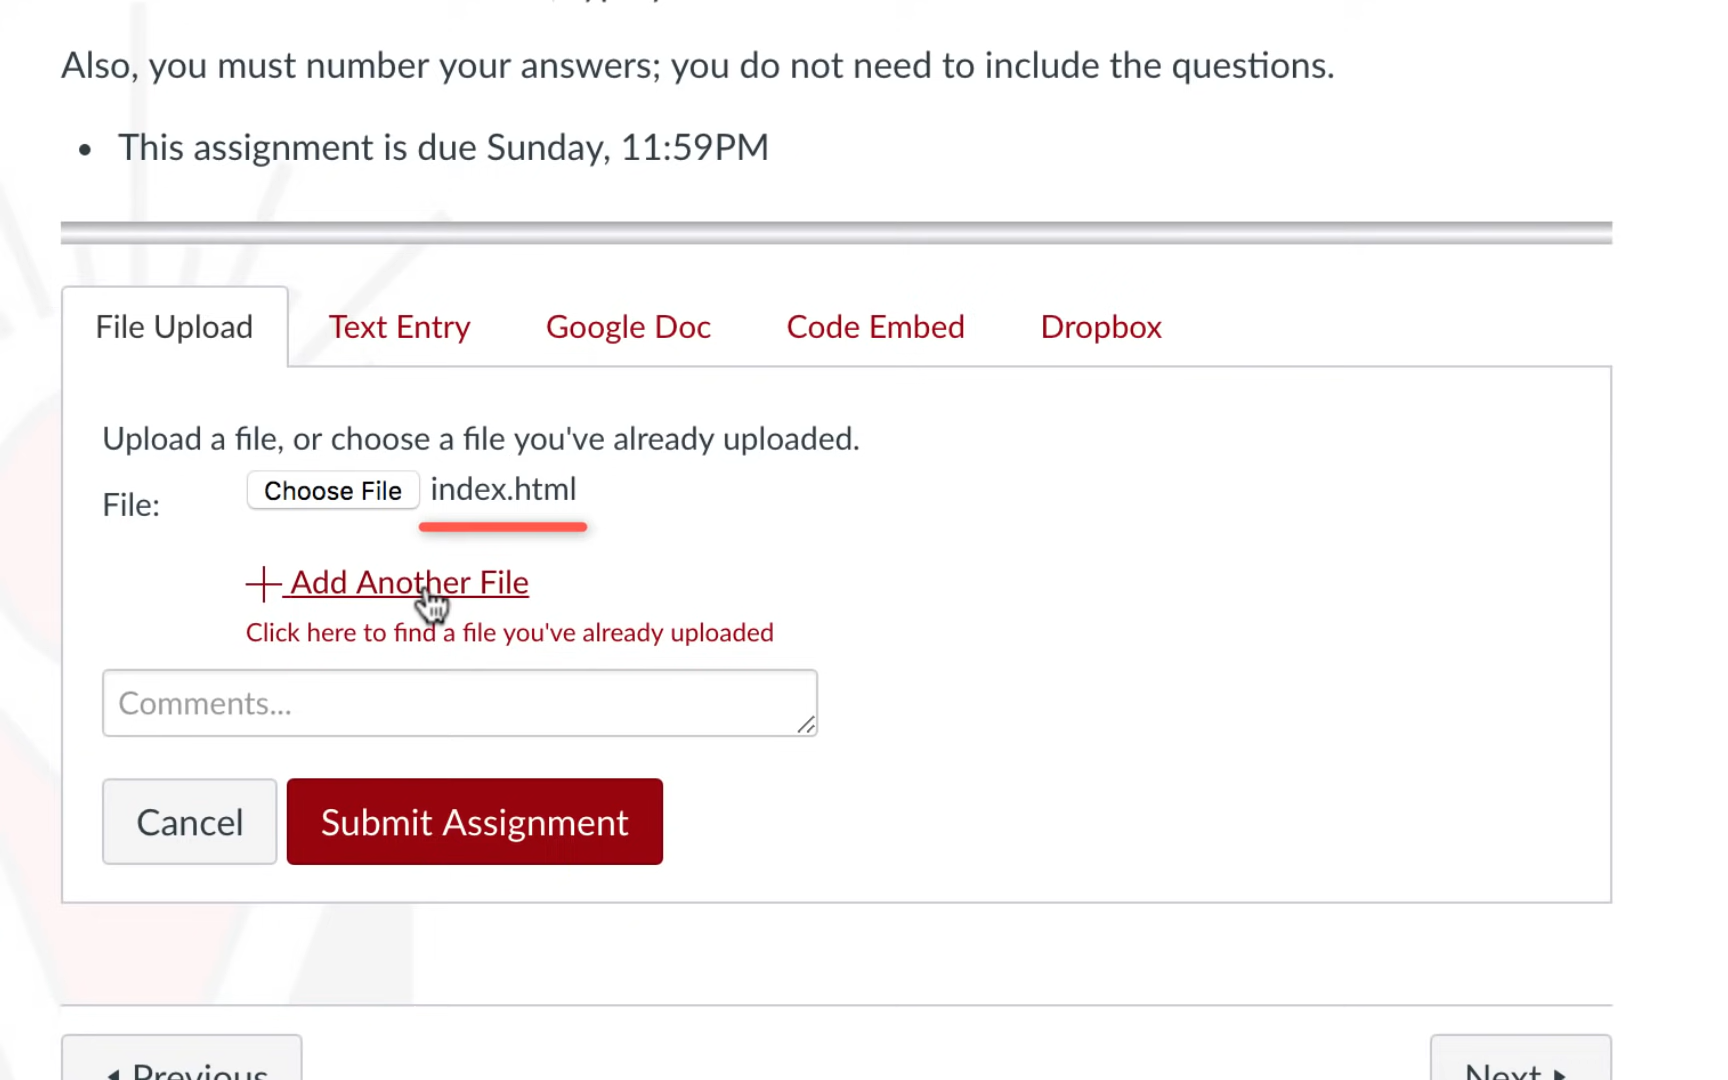 Also, you must number your answers; you do not need to include the questions.
• This assignment is due Sunday, 11:59PM
File Upload Text Entry Google Doc Code Embed Dropbox
Upload a file, or choose a file you've already uploaded.
File: Choose File index.html
Add Another File
Click here to find a file you've already uploaded
Comments...
Cancel Submit Assignment
Previous Next